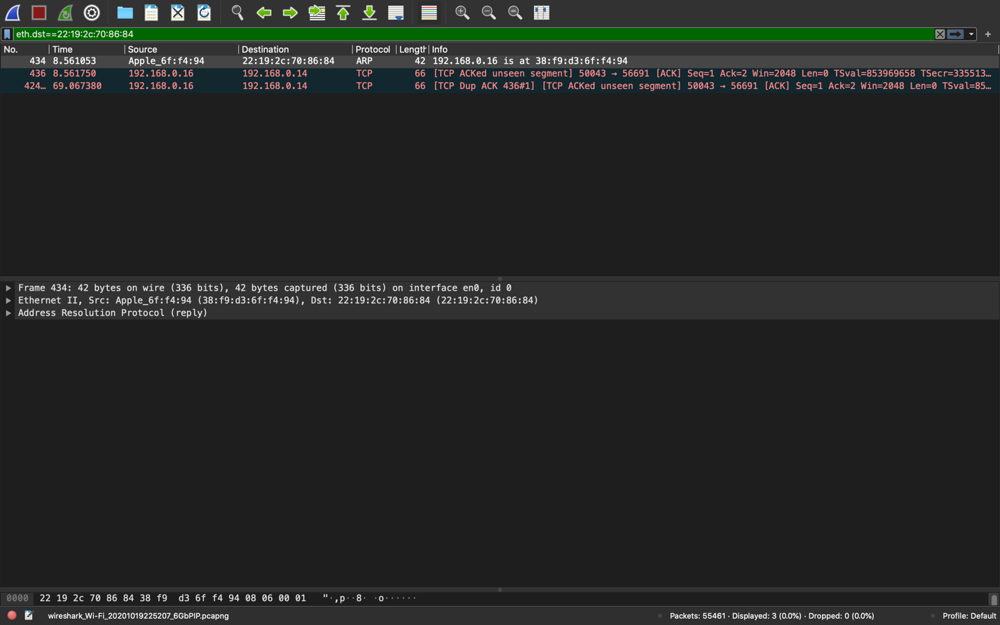 eth.dst==22:19:2c:70:86:84
No. Time Source Destination Protocol Length Info
434 8.561053 Apple_6f:f4:94 22:19:2c:70:86:84 ARP 42 192.168.0.16 is at 38:f9:d3:6f:f4:94
436 8.561750 192.168.0.16 192.168.0.14 TCP 66 [TCP ACKed unseen segment] 50043 → 56691 [ACK] Seq=1 Ack=2 Win=2048 Len=0 TSval=853969658 TSecr=335513…
424… 69.067380 192.168.0.16 192.168.0.14 TCP 66 [TCP Dup ACK 436#1] [TCP ACKed unseen segment] 50043 → 56691 [ACK] Seq=1 Ack=2 Win=2048 Len=0 TSval=85…
Frame 434: 42 bytes on wire (336 bits), 42 bytes captured (336 bits) on interface en0, id 0
Ethernet II, Src: Apple_6f:f4:94 (38:f9:d3:6f:f4:94), Dst: 22:19:2c:70:86:84 (22:19:2c:70:86:84)
Address Resolution Protocol (reply)
0000 22 19 2c 70 86 84 38 f9 d3 6f f4 94 08 06 00 01 "·,p··8· ·o······
wireshark_Wi-Fi_20201019225207_6GbPIP.pcapng Packets: 55461 · Displayed: 3 (0.0%) · Dropped: 0 (0.0%) Profile: Default